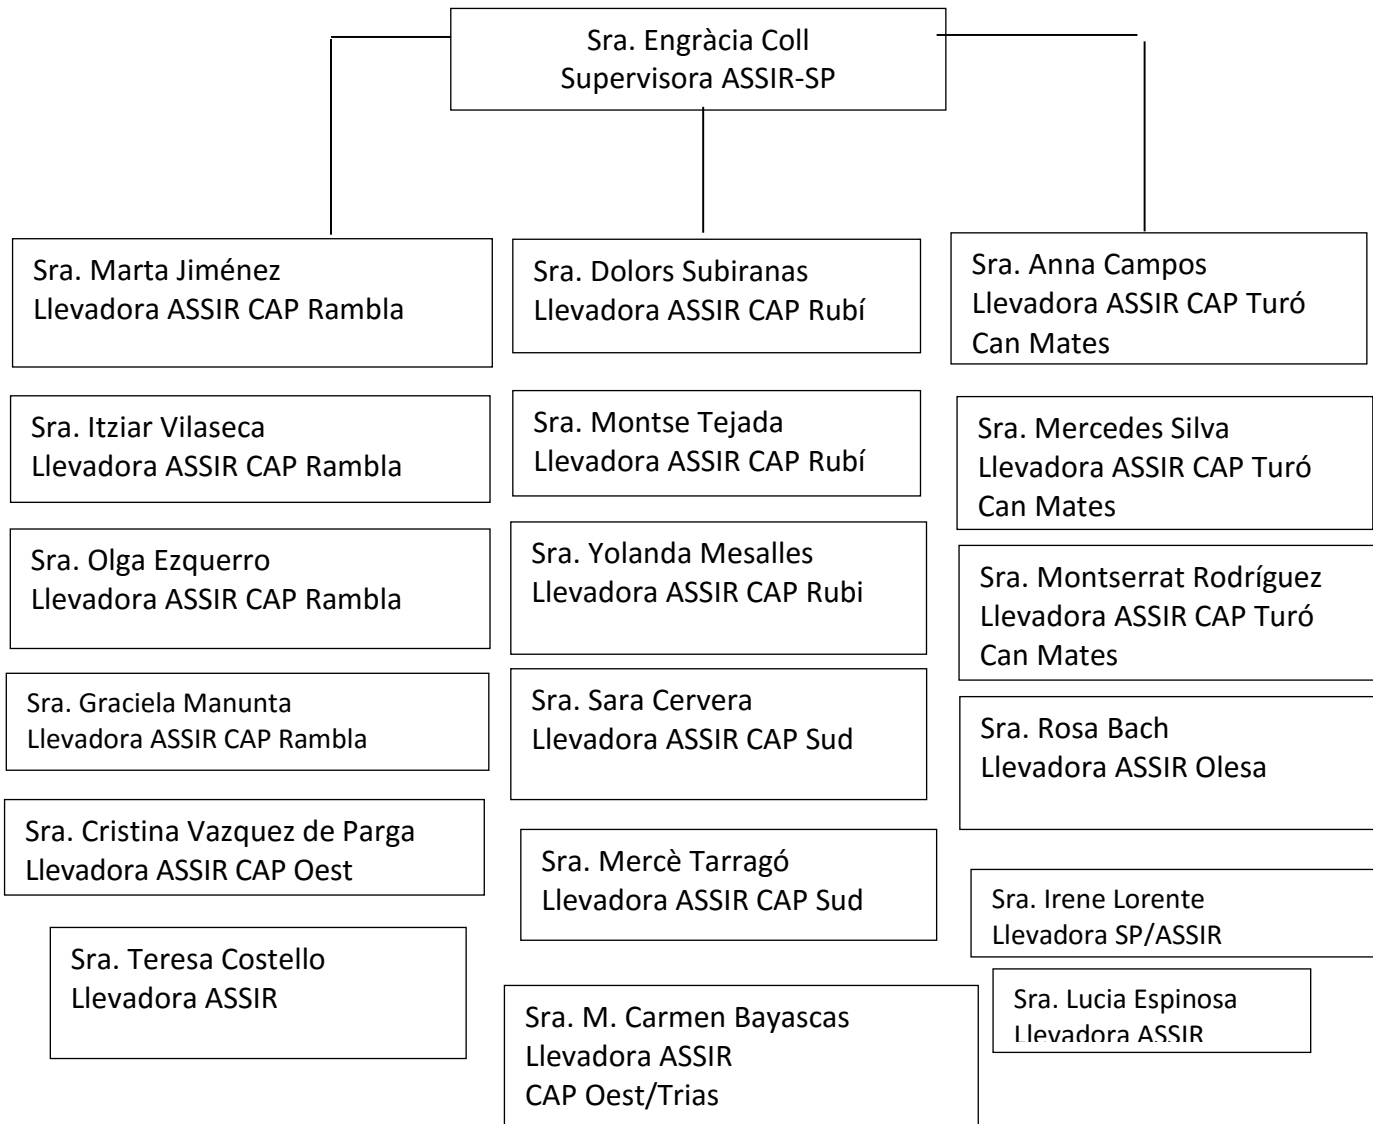 Sra. Engràcia Coll
Supervisora ASSIR-SP
Sra. Marta Jiménez
Llevadora ASSIR CAP Rambla
Sra. Itziar Vilaseca
Llevadora ASSIR CAP Rambla
Sra. Olga Ezquerro
Llevadora ASSIR CAP Rambla
Sra. Graciela Manunta
Llevadora ASSIR CAP Rambla
Sra. Cristina Vazquez de Parga
Llevadora ASSIR CAP Oest
Sra. Teresa Costello
Llevadora ASSIR
Sra. Dolors Subiranas
Llevadora ASSIR CAP Rubí
Sra. Montse Tejada
Llevadora ASSIR CAP Rubí
Sra. Yolanda Mesalles
Llevadora ASSIR CAP Rubi
Sra. Sara Cervera
Llevadora ASSIR CAP Sud
Sra. Mercè Tarragó
Llevadora ASSIR CAP Sud
Sra. M. Carmen Bayascas
Llevadora ASSIR
CAP Oest/Trias
Sra. Anna Campos
Llevadora ASSIR CAP Turó
Can Mates
Sra. Mercedes Silva
Llevadora ASSIR CAP Turó
Can Mates
Sra. Montserrat Rodríguez
Llevadora ASSIR CAP Turó
Can Mates
Sra. Rosa Bach
Llevadora ASSIR Olesa
Sra. Irene Lorente
Llevadora SP/ASSIR
Sra. Lucia Espinosa
Llevadora ASSIR